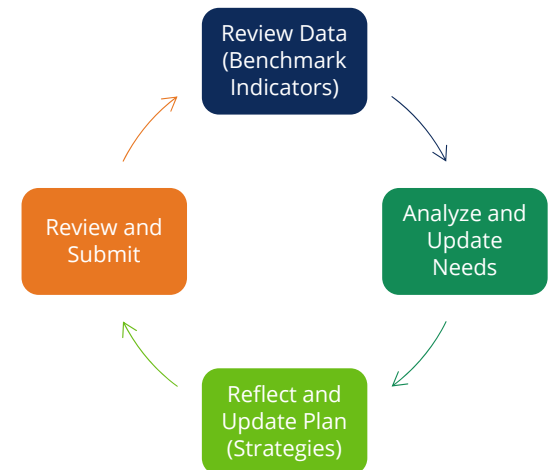 Review Data
(Benchmark
Indicators)
Analyze and
Update
Needs
Reflect and
Update Plan
(Strategies)
Review and
Submit